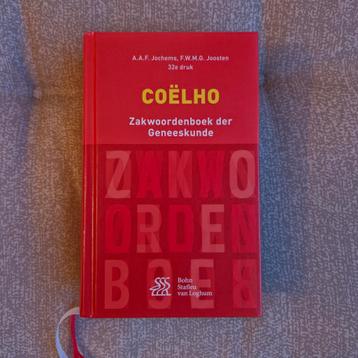 A.A.F. Jochems, F.W.M.G. Joosten
32e druk
COËLHO
Zakwoordenboek der
Geneeskunde
ZAKWO
ORDEN
BOEK
Bohn
Stafleu
van Loghum